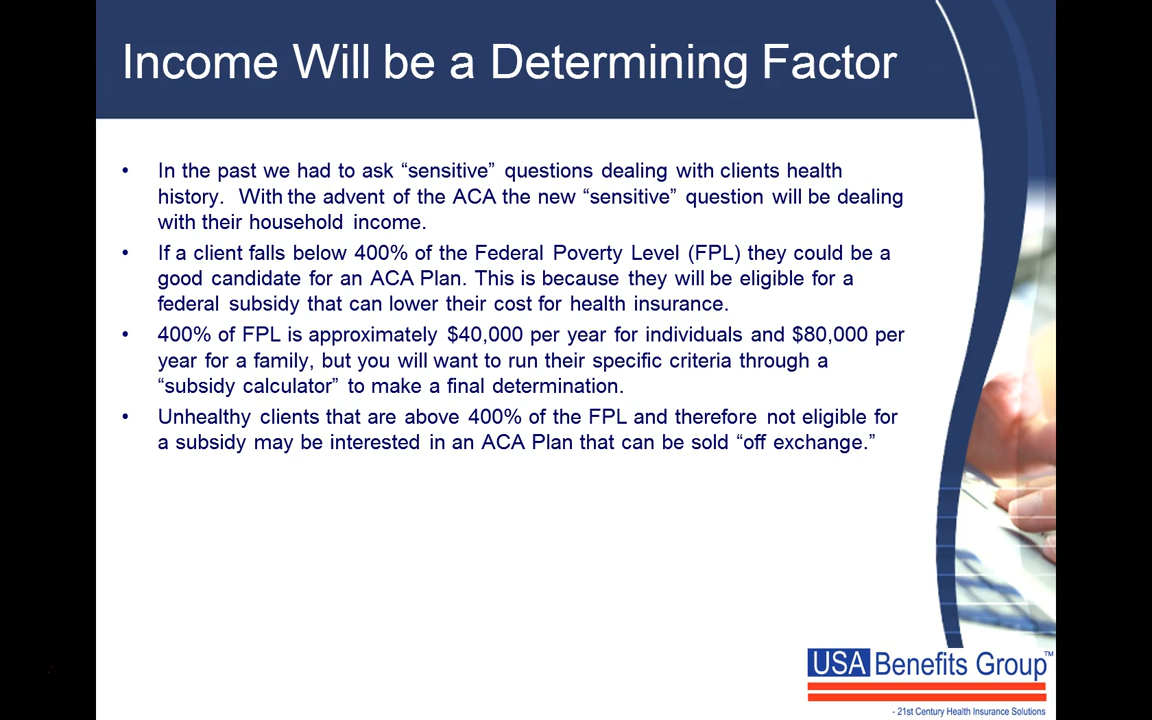 Income Will be a Determining Factor
• In the past we had to ask “sensitive” questions dealing with clients health
history.  With the advent of the ACA the new “sensitive” question will be dealing
with their household income.
• If a client falls below 400% of the Federal Poverty Level (FPL) they could be a
good candidate for an ACA Plan. This is because they will be eligible for a
federal subsidy that can lower their cost for health insurance.
• 400% of FPL is approximately $40,000 per year for individuals and $80,000 per
year for a family, but you will want to run their specific criteria through a
“subsidy calculator” to make a final determination.
• Unhealthy clients that are above 400% of the FPL and therefore not eligible for
a subsidy may be interested in an ACA Plan that can be sold “off exchange.”
USA Benefits Group™
- 21st Century Health Insurance Solutions